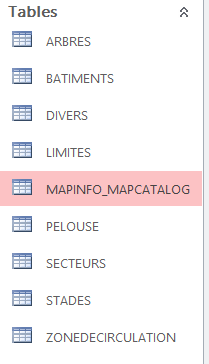 Tables
ARBRES
BATIMENTS
DIVERS
LIMITES
MAPINFO_MAPCATALOG
PELOUSE
SECTEURS
STADES
ZONEDECIRCULATION